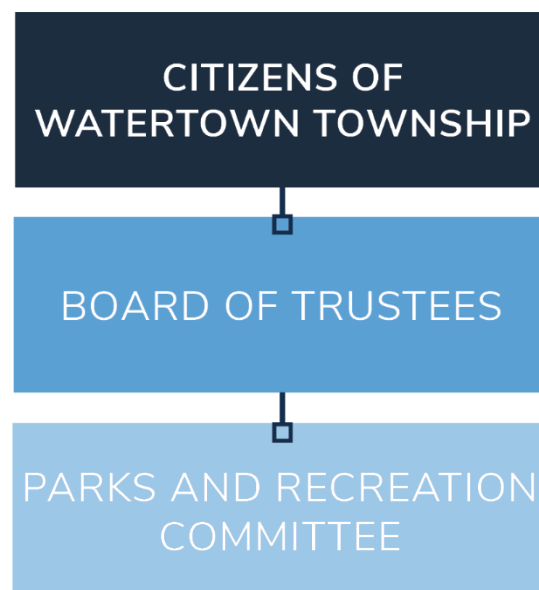 CITIZENS OF
WATERTOWN TOWNSHIP
BOARD OF TRUSTEES
PARKS AND RECREATION
COMMITTEE